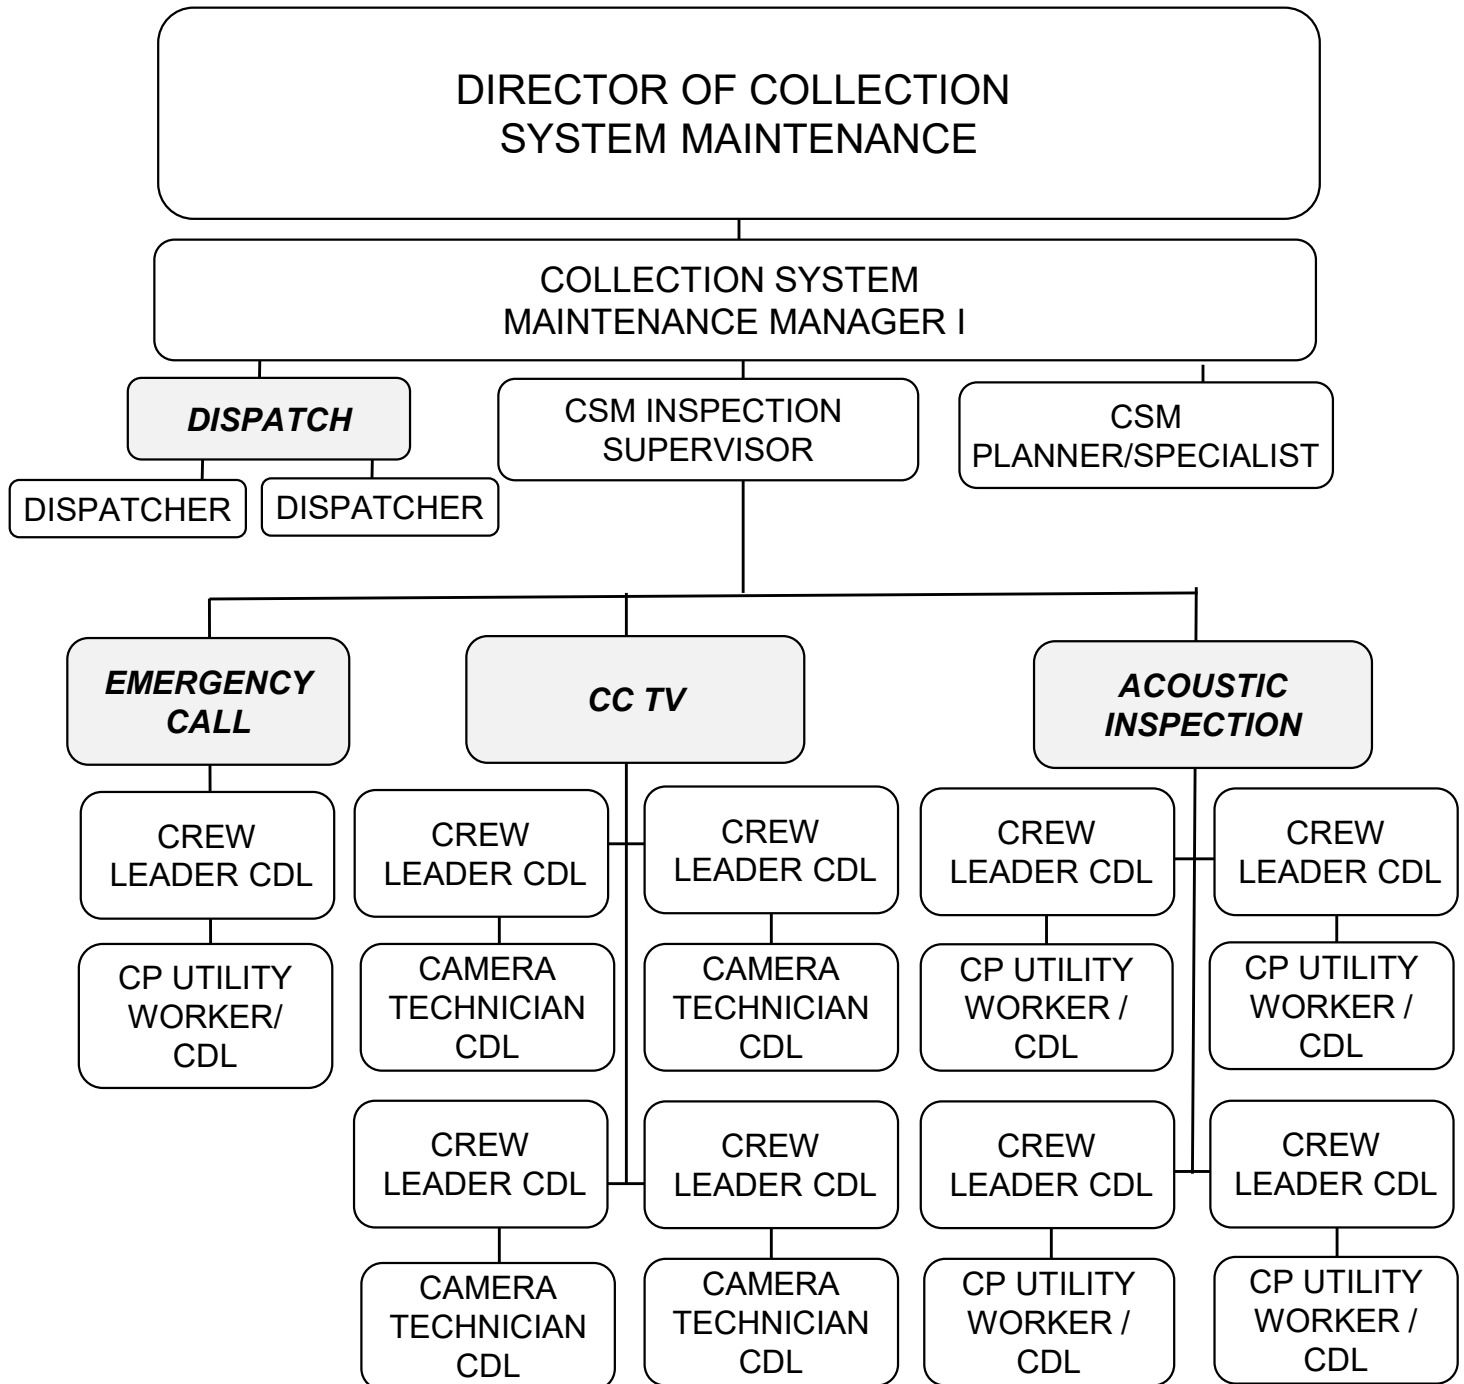 DIRECTOR OF COLLECTION
SYSTEM MAINTENANCE
COLLECTION SYSTEM
MAINTENANCE MANAGER I
DISPATCH
CSM INSPECTION
SUPERVISOR
CSM
PLANNER/SPECIALIST
DISPATCHER
DISPATCHER
EMERGENCY
CALL
CC TV
ACOUSTIC
INSPECTION
CREW
LEADER CDL
CREW
LEADER CDL
CREW
LEADER CDL
CREW
LEADER CDL
CREW
LEADER CDL
CP UTILITY
WORKER/
CDL
CAMERA
TECHNICIAN
CDL
CAMERA
TECHNICIAN
CDL
CP UTILITY
WORKER /
CDL
CP UTILITY
WORKER /
CDL
CREW
LEADER CDL
CREW
LEADER CDL
CREW
LEADER CDL
CREW
LEADER CDL
CAMERA
TECHNICIAN
CDL
CAMERA
TECHNICIAN
CDL
CP UTILITY
WORKER /
CDL
CP UTILITY
WORKER /
CDL